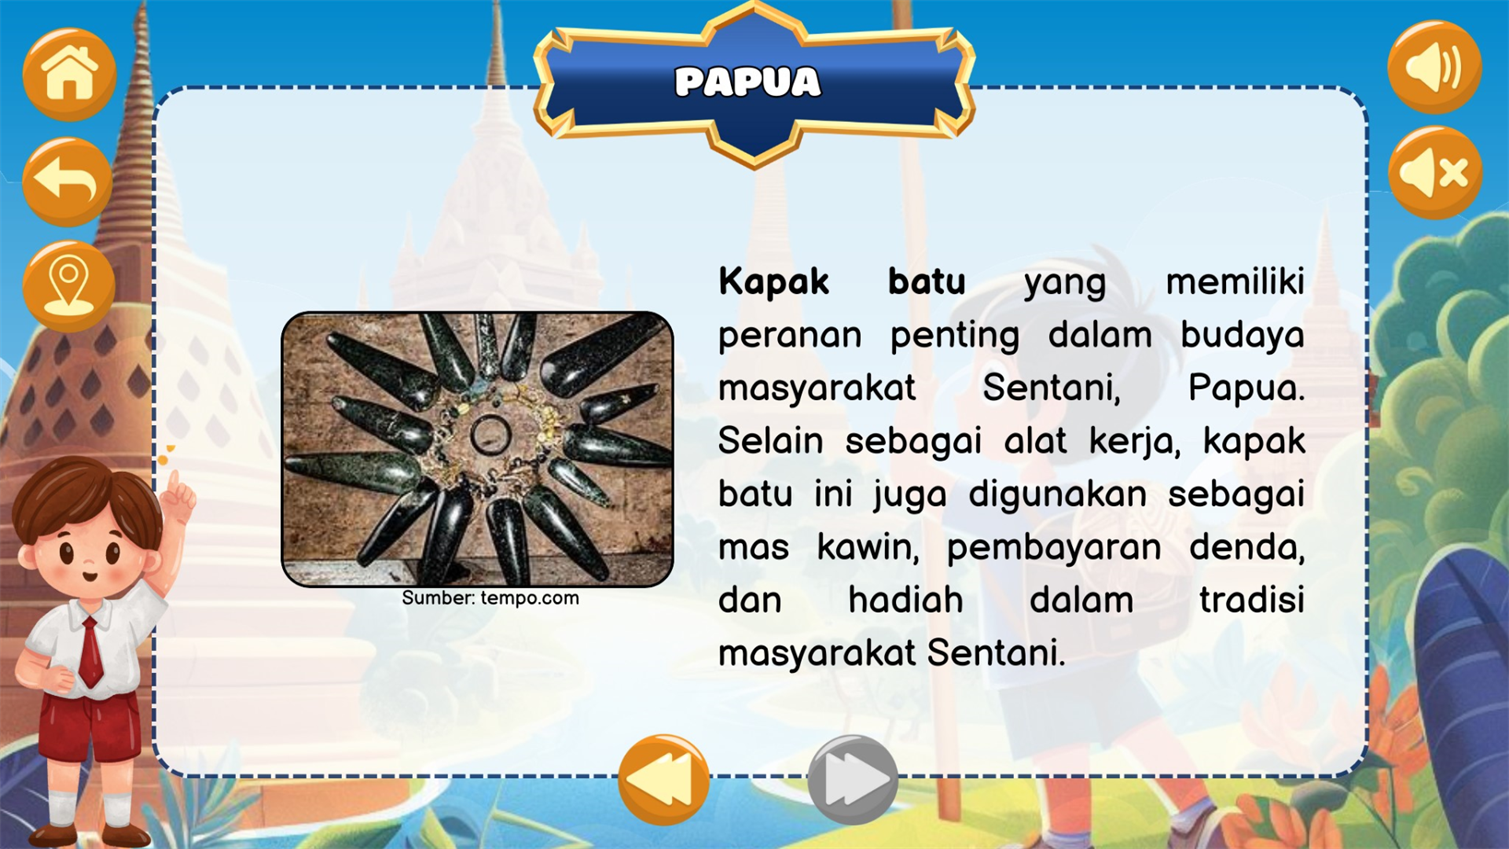 PAPUA
Kapak batu yang memiliki
peranan penting dalam budaya
masyarakat Sentani, Papua.
Selain sebagai alat kerja, kapak
batu ini juga digunakan sebagai
mas kawin, pembayaran denda,
dan hadiah dalam tradisi
masyarakat Sentani.
Sumber: tempo.com